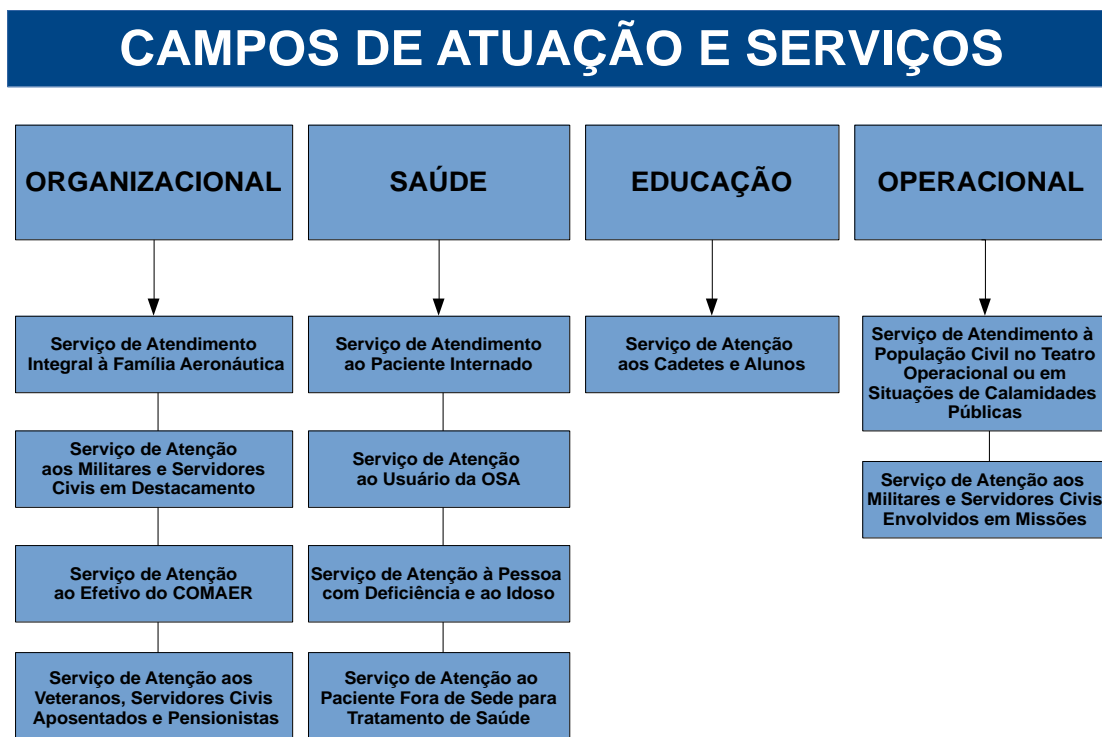 CAMPOS DE ATUAÇÃO E SERVIÇOS
ORGANIZACIONAL
Serviço de Atendimento
Integral à Família Aeronáutica
Serviço de Atenção
aos Militares e Servidores
Civis em Destacamento
Serviço de Atenção
ao Efetivo do COMAER
Serviço de Atenção aos
Veteranos, Servidores Civis
Aposentados e Pensionistas
SAÚDE
Serviço de Atendimento
ao Paciente Internado
Serviço de Atenção
ao Usuário da OSA
Serviço de Atenção à Pessoa
com Deficiência e ao Idoso
Serviço de Atenção ao
Paciente Fora de Sede para
Tratamento de Saúde
EDUCAÇÃO
Serviço de Atenção
aos Cadetes e Alunos
OPERACIONAL
Serviço de Atendimento à
População Civil no Teatro
Operacional ou em
Situações de Calamidades
Públicas
Serviço de Atenção aos
Militares e Servidores Civis
Envolvidos em Missões